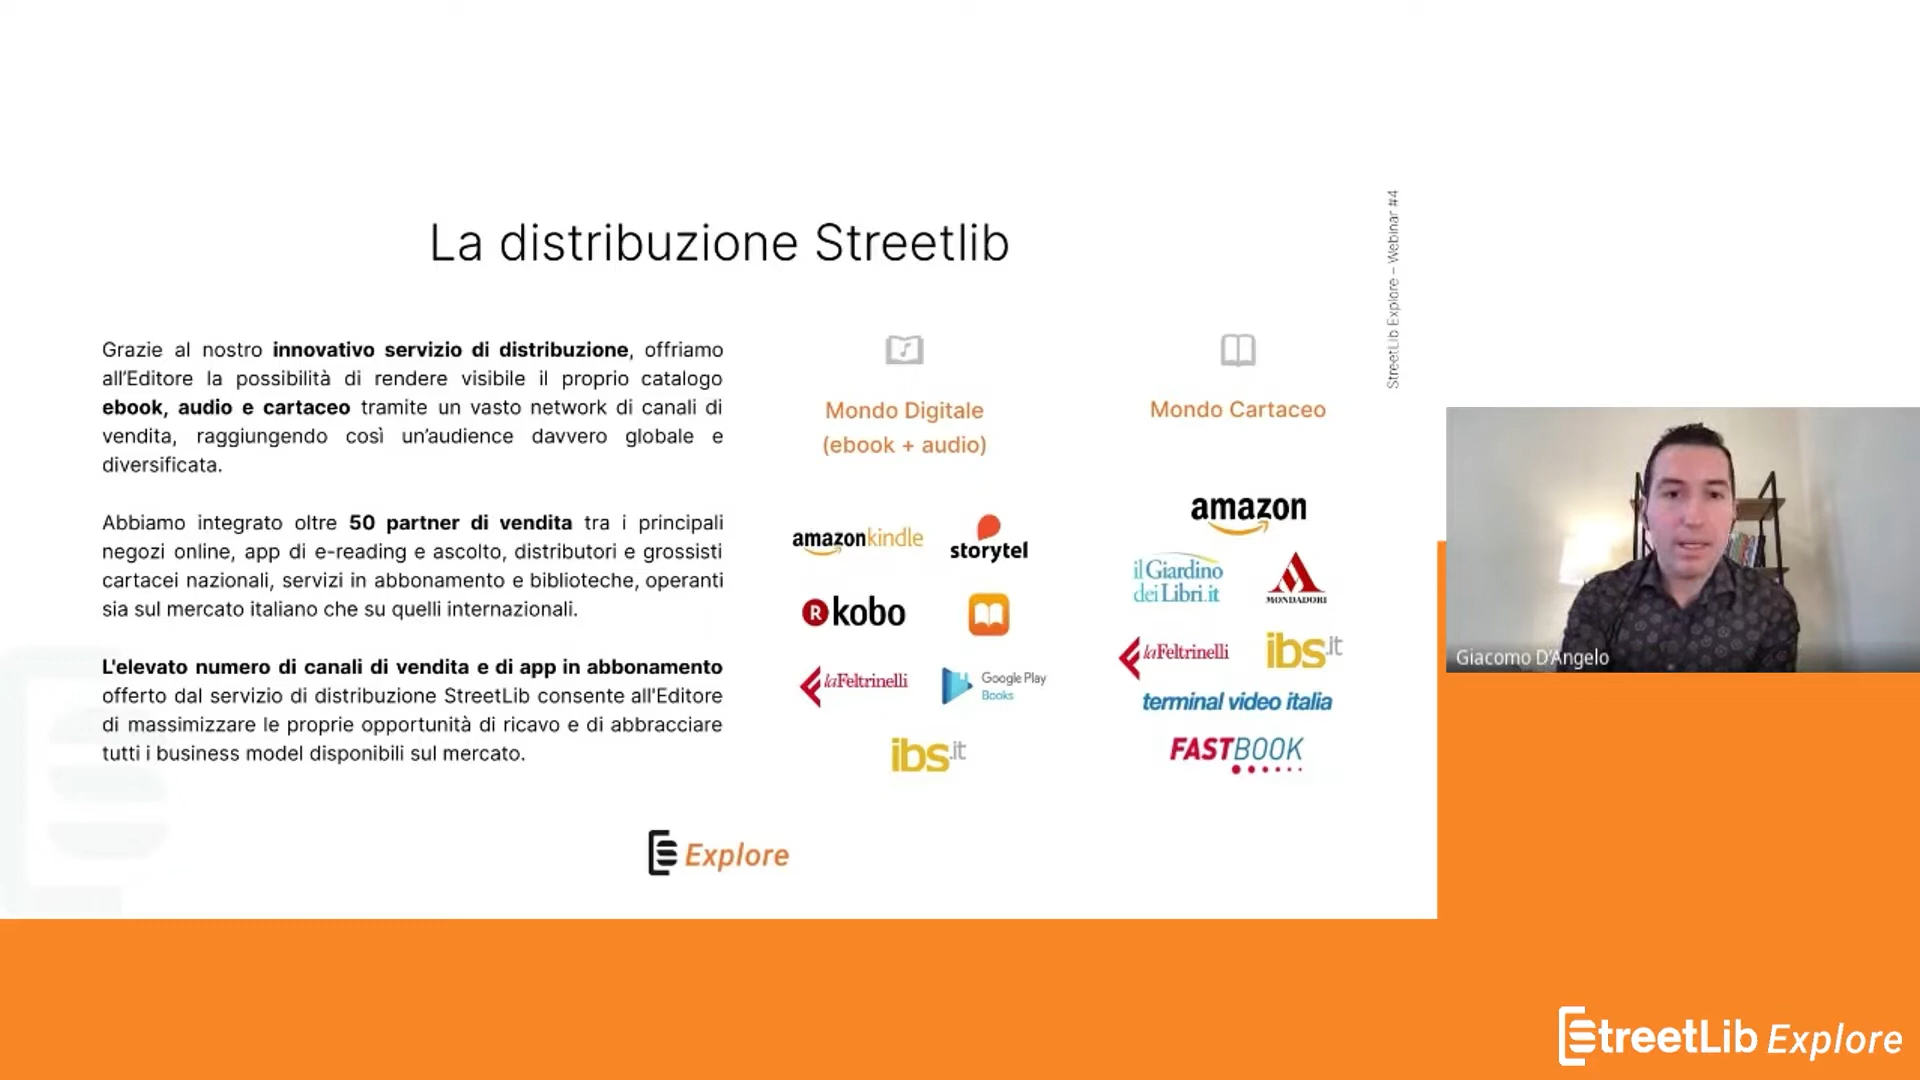 La distribuzione Streetlib
StreetLib Explore – Webinar #4
Grazie al nostro innovativo servizio di distribuzione, offriamo
all’Editore la possibilità di rendere visibile il proprio catalogo
ebook, audio e cartaceo tramite un vasto network di canali di
vendita, raggiungendo così un’audience davvero globale e
diversificata.
Abbiamo integrato oltre 50 partner di vendita tra i principali
negozi online, app di e-reading e ascolto, distributori e grossisti
cartacei nazionali, servizi in abbonamento e biblioteche, operanti
sia sul mercato italiano che su quelli internazionali.
L'elevato numero di canali di vendita e di app in abbonamento
offerto dal servizio di distribuzione StreetLib consente all'Editore
di massimizzare le proprie opportunità di ricavo e di abbracciare
tutti i business model disponibili sul mercato.
Mondo Digitale
(ebook + audio)
amazonkindle
storytel
R kobo
laFeltrinelli
Google Play
Books
ibs.it
Mondo Cartaceo
amazon
il Giardino
dei Libri.it
MONDADORI
laFeltrinelli
ibs.it
terminal video italia
FASTBOOK
Explore
Giacomo D'Angelo
StreetLib Explore